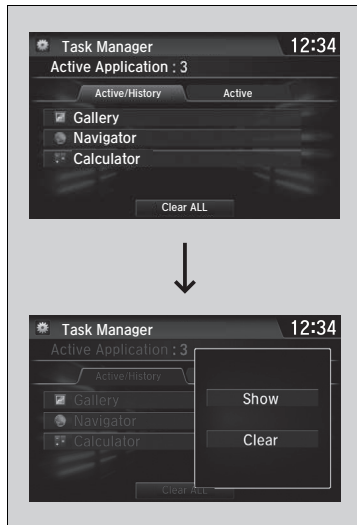 Task Manager 12:34
Active Application : 3
Active/History Active
Gallery
Navigator
Calculator
Clear ALL
Task Manager 12:34
Active Application : 3
Active/History
Gallery
Show
Navigator
Clear
Calculator
Clear ALL